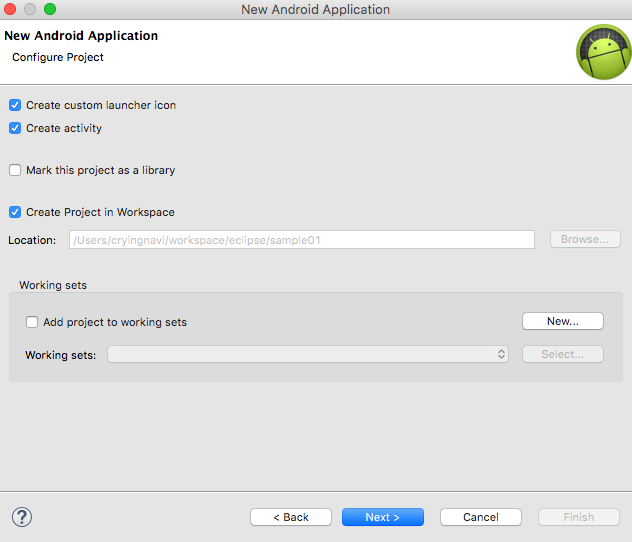 New Android Application
New Android Application
Configure Project
Create custom launcher icon
Create activity
Mark this project as a library
Create Project in Workspace
Location: /Users/cryingnavi/workspace/eclipse/sample01 Browse...
Working sets
Add project to working sets New...
Working sets: Select...
? < Back Next > Cancel Finish